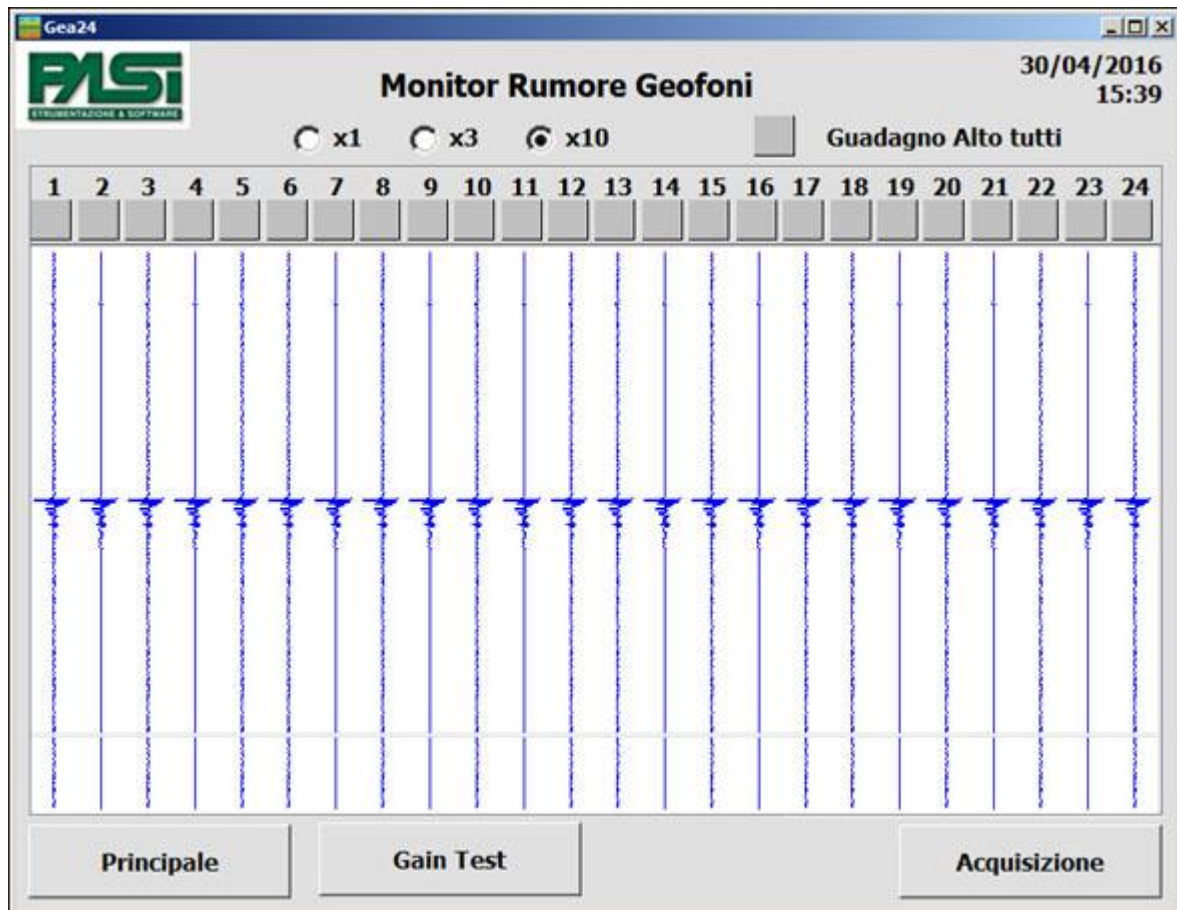 Gea24
PASI
STRUMENTAZIONE & SOFTWARE
Monitor Rumore Geofoni
30/04/2016
15:39
x1 x3 x10 Guadagno Alto tutti
1 2 3 4 5 6 7 8 9 10 11 12 13 14 15 16 17 18 19 20 21 22 23 24
Principale Gain Test Acquisizione